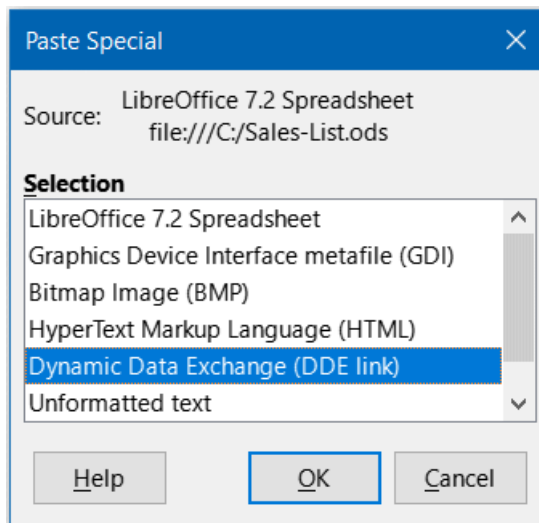 Paste Special
Source: LibreOffice 7.2 Spreadsheet
file:///C:/Sales-List.ods
Selection
LibreOffice 7.2 Spreadsheet
Graphics Device Interface metafile (GDI)
Bitmap Image (BMP)
HyperText Markup Language (HTML)
Dynamic Data Exchange (DDE link)
Unformatted text
Help OK Cancel